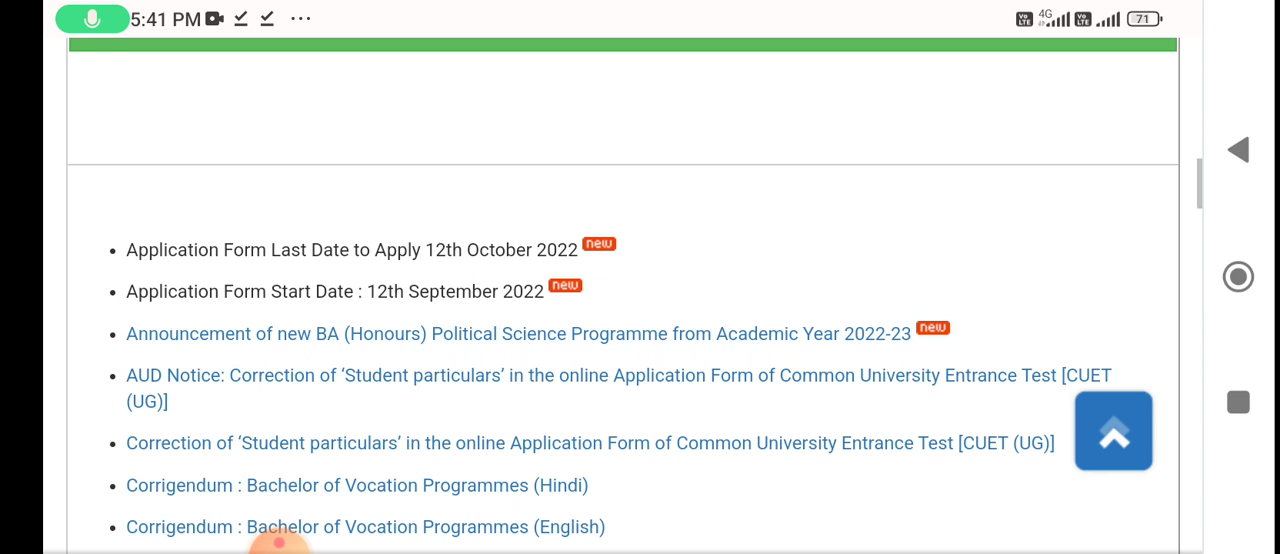 5:41 PM
Vo LTE 4G Vo LTE 71
Application Form Last Date to Apply 12th October 2022 new
Application Form Start Date : 12th September 2022 new
Announcement of new BA (Honours) Political Science Programme from Academic Year 2022-23 new
AUD Notice: Correction of ‘Student particulars’ in the online Application Form of Common University Entrance Test [CUET
(UG)]
Correction of ‘Student particulars’ in the online Application Form of Common University Entrance Test [CUET (UG)]
Corrigendum : Bachelor of Vocation Programmes (Hindi)
Corrigendum : Bachelor of Vocation Programmes (English)